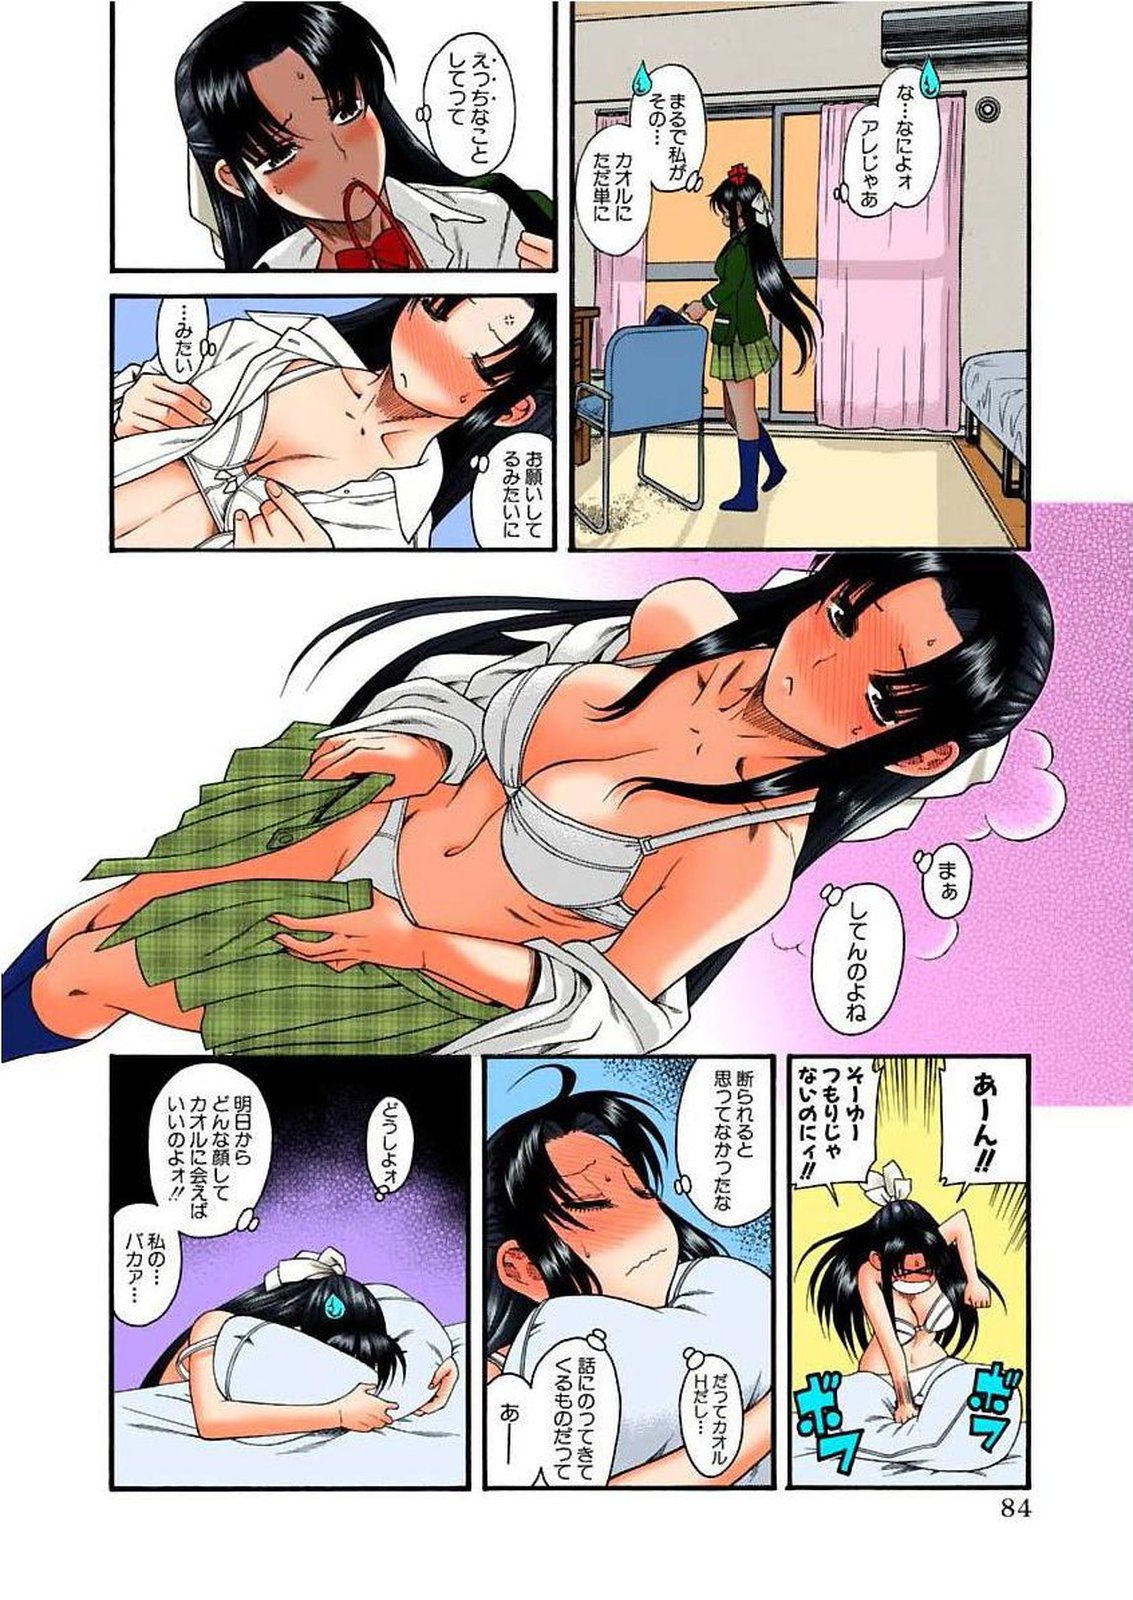 な…なによォ
アレじゃあ
まるで私が
その…
カオルに
ただ単に
えっちなこと
してって
お願いして
るみたいに
…みたい
まぁ
してんのよね
あーん!!
そーゆー
つもりじゃ
ないのにィ!!
ボフ
ボフ
断られると
思ってなかったな
だってカオル
Hだし…
話にのってきて
くるものだって
あ——
どうしよォ
明日から
どんな顔して
カオルに会えば
いいのよォ!!
私の…
バカァ…
84